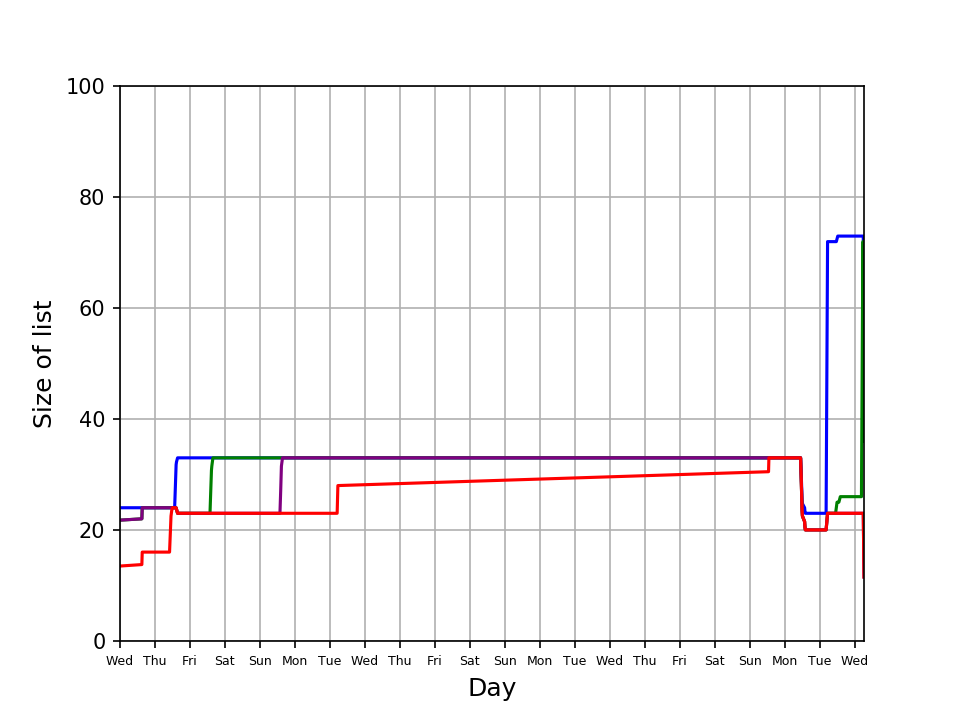 100
80
60
40
20
0
Size of list
Wed Thu Fri Sat Sun Mon Tue Wed Thu Fri Sat Sun Mon Tue Wed Thu Fri Sat Sun Mon Tue Wed
Day